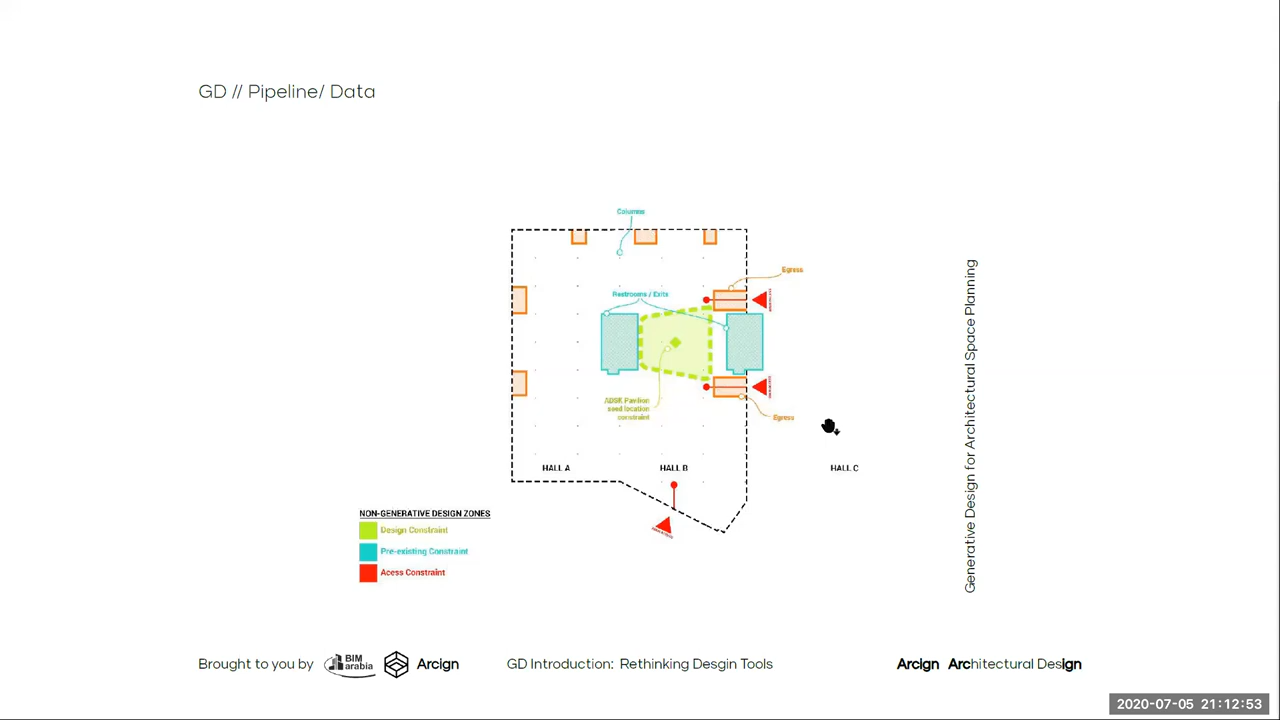 GD // Pipeline/ Data
Columns
Egress
Restrooms / Exits
ADSK Pavilion
seed location
constraint
Egress
HALL A
HALL B
HALL C
NON-GENERATIVE DESIGN ZONES
Design Constraint
Pre-existing Constraint
Acess Constraint
Generative Design for Architectural Space Planning
Brought to you by
BIM
arabia
Arcign
GD Introduction: Rethinking Desgin Tools
Arcign Architectural Design
2020-07-05 21:12:53